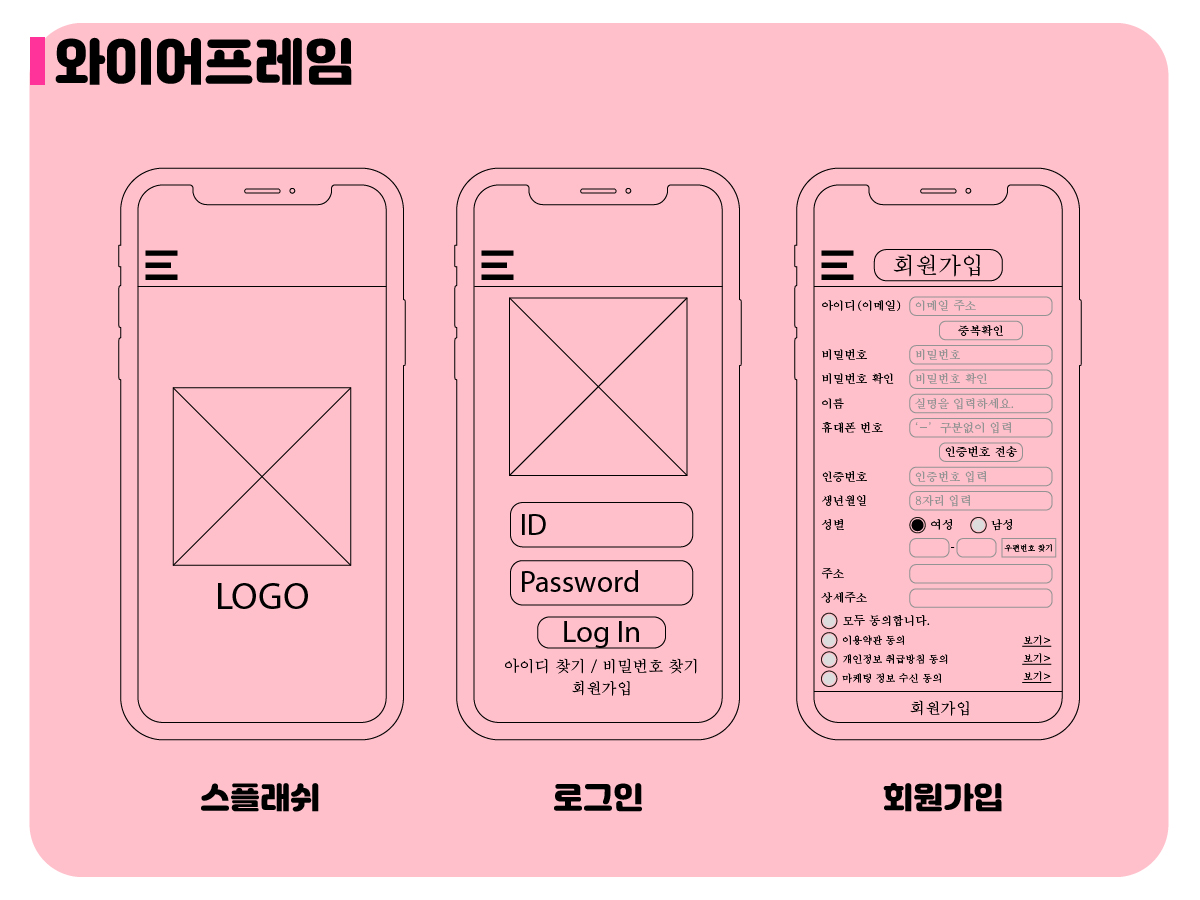 와이어프레임
LOGO
스플래쉬
ID
Password
Log In
아이디 찾기 / 비밀번호 찾기
회원가입
로그인
회원가입
아이디(이메일) 이메일 주소
중복확인
비밀번호 비밀번호
비밀번호 확인 비밀번호 확인
이름 실명을 입력하세요.
휴대폰 번호 '-' 구분없이 입력
인증번호 전송
인증번호 인증번호 입력
생년월일 8자리 입력
성별 여성 남성
- 우편번호 찾기
주소
상세주소
모두 동의합니다.
이용약관 동의 보기>
개인정보 취급방침 동의 보기>
마케팅 정보 수신 동의 보기>
회원가입
회원가입